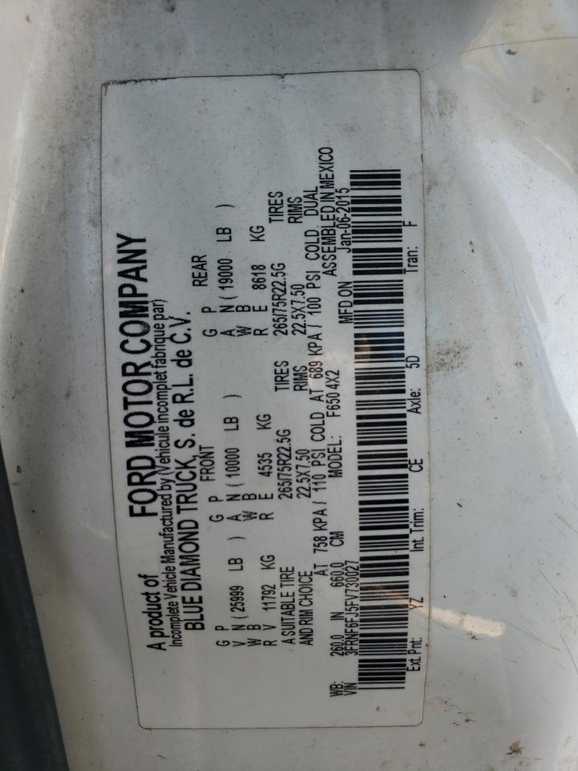 A product of
FORD MOTOR COMPANY
Incomplete Vehicle Manufactured by (Vehicule incomplet fabrique par)
BLUE DIAMOND TRUCK, S. de R.L. de C.V.
FRONT REAR
G P G P G P
V N ( 25999 LB ) A N ( 10000 LB ) A N ( 19000 LB )
W B W B W B
R V 11792 KG R E 4535 KG R E 8618 KG
A SUITABLE TIRE 265/75R22.5G TIRES 265/75R22.5G TIRES
AND RIM CHOICE 22.5X7.50 RIMS 22.5X7.50 RIMS
AT 758 KPA / 110 PSI COLD AT 689 KPA / 100 PSI COLD DUAL
MODEL: F650 4X2 ASSEMBLED IN MEXICO
WB: 260.0 IN 660.0 CM MFD ON Jan-06-2015
VIN 3FRNF6FJ5FV730027
Ext. Pnt: YZ Int. Trim: CE Axle: 5D Tran: F